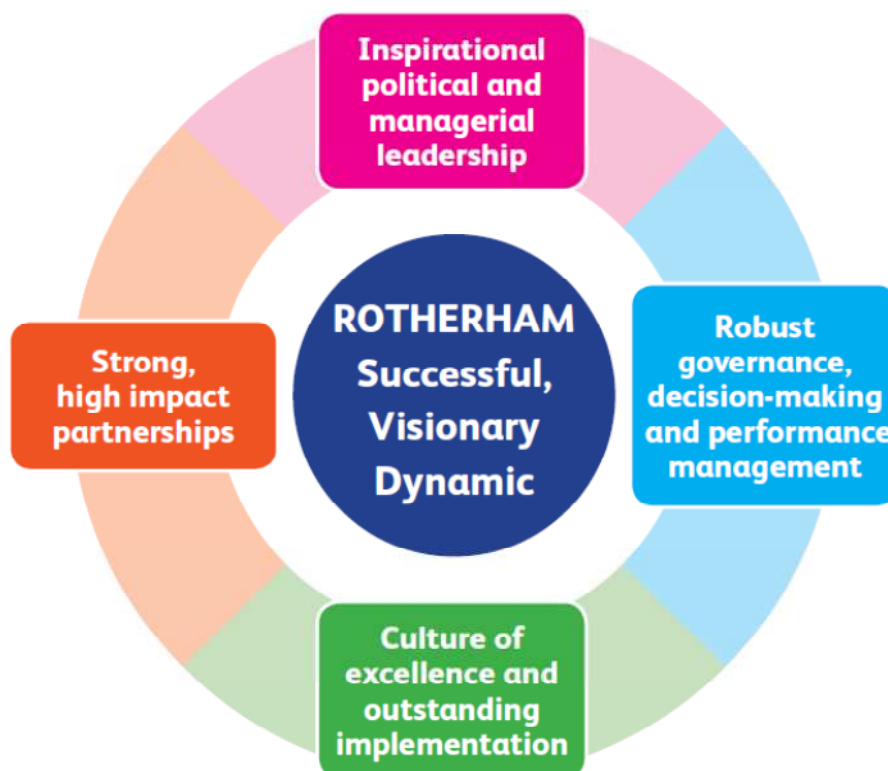 Inspirational
political and
managerial
leadership
ROTHERHAM
Successful,
Visionary
Dynamic
Strong,
high impact
partnerships
Robust
governance,
decision-making
and performance
management
Culture of
excellence and
outstanding
implementation